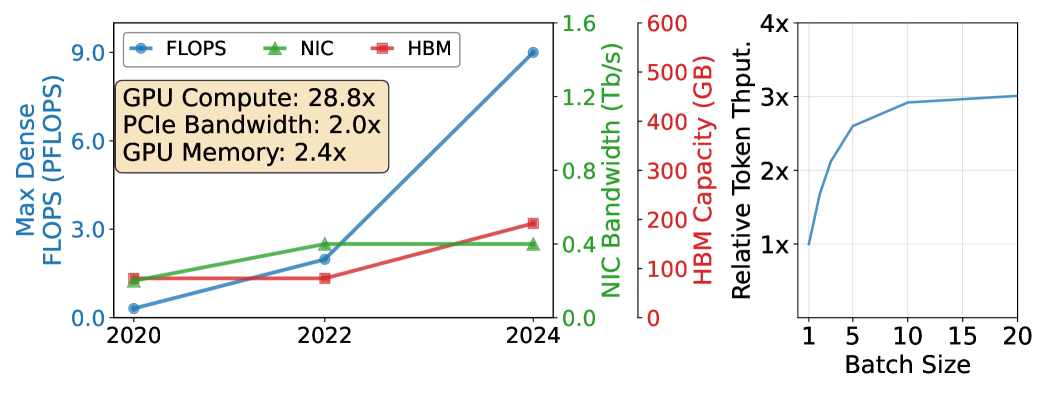 FLOPS NIC HBM
GPU Compute: 28.8x
PCIe Bandwidth: 2.0x
GPU Memory: 2.4x
Max Dense
FLOPS (PFLOPS)
9.0
6.0
3.0
0.0
2020 2022 2024
1.6
1.2
0.8
0.4
0.0
NIC Bandwidth (Tb/s)
600
500
400
300
200
100
0
HBM Capacity (GB)
Relative Token Thput.
4x
3x
2x
1x
1 5 10 15 20
Batch Size